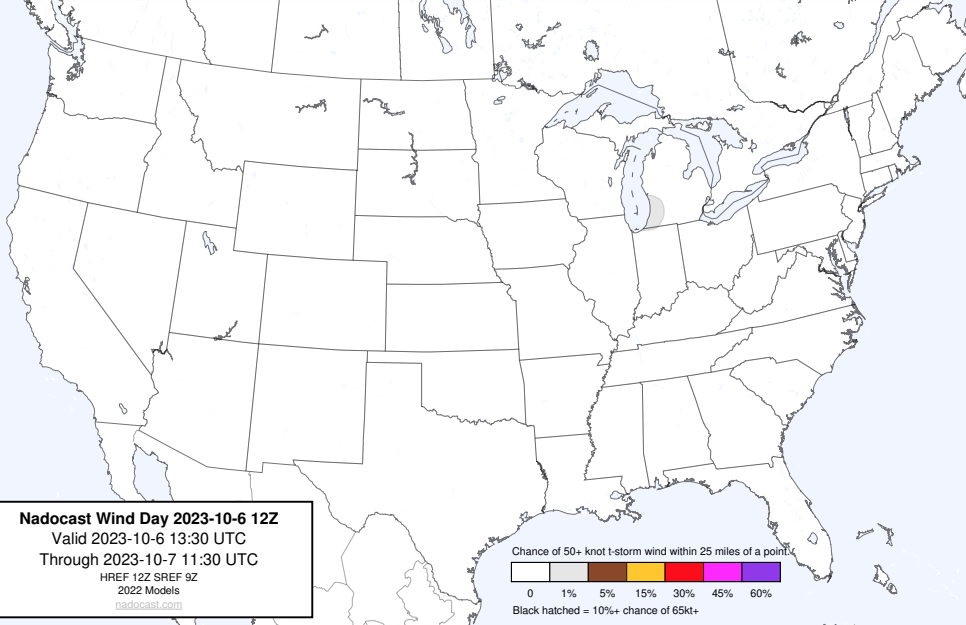 Nadocast Wind Day 2023-10-6 12Z
Valid 2023-10-6 13:30 UTC
Through 2023-10-7 11:30 UTC
HREF 12Z SREF 9Z
2022 Models
nadocast.com
Chance of 50+ knot t-storm wind within 25 miles of a point.
0 1% 5% 15% 30% 45% 60%
Black hatched = 10%+ chance of 65kt+